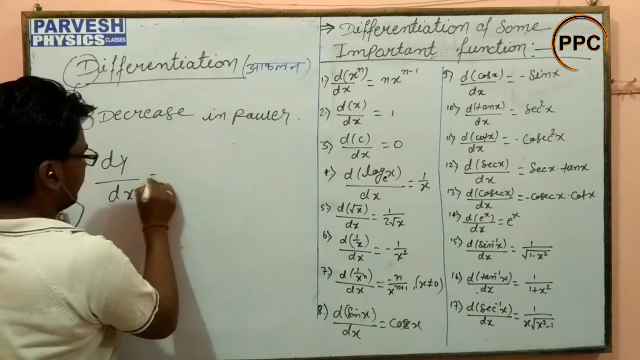 PARVESH
PHYSICS CLASSES
Differentiation (आकलन)
Decrease in power.
dy/dx =
→ Differentiation of Some
Important function:—
PPC
1) d(xⁿ)/dx = nxⁿ⁻¹
2) d(x)/dx = 1
3) d(c)/dx = 0
4) d(logₑx)/dx = 1/x
5) d(√x)/dx = 1/2√x
6) d(1/x)/dx = -1/x²
7) d(1/xⁿ)/dx = n/xⁿ⁺¹, (x≠0)
8) d(sinx)/dx = cosx
9) d(cosx)/dx = -sinx
10) d(tanx)/dx = sec²x
11) d(cotx)/dx = -cosec²x
12) d(secx)/dx = secx·tanx
13) d(cosecx)/dx = -cosecx·cotx
14) d(eˣ)/dx = eˣ
15) d(sin⁻¹x)/dx = 1/√1-x²
16) d(tan⁻¹x)/dx = 1/1+x²
17) d(sec⁻¹x)/dx = 1/x√x²-1